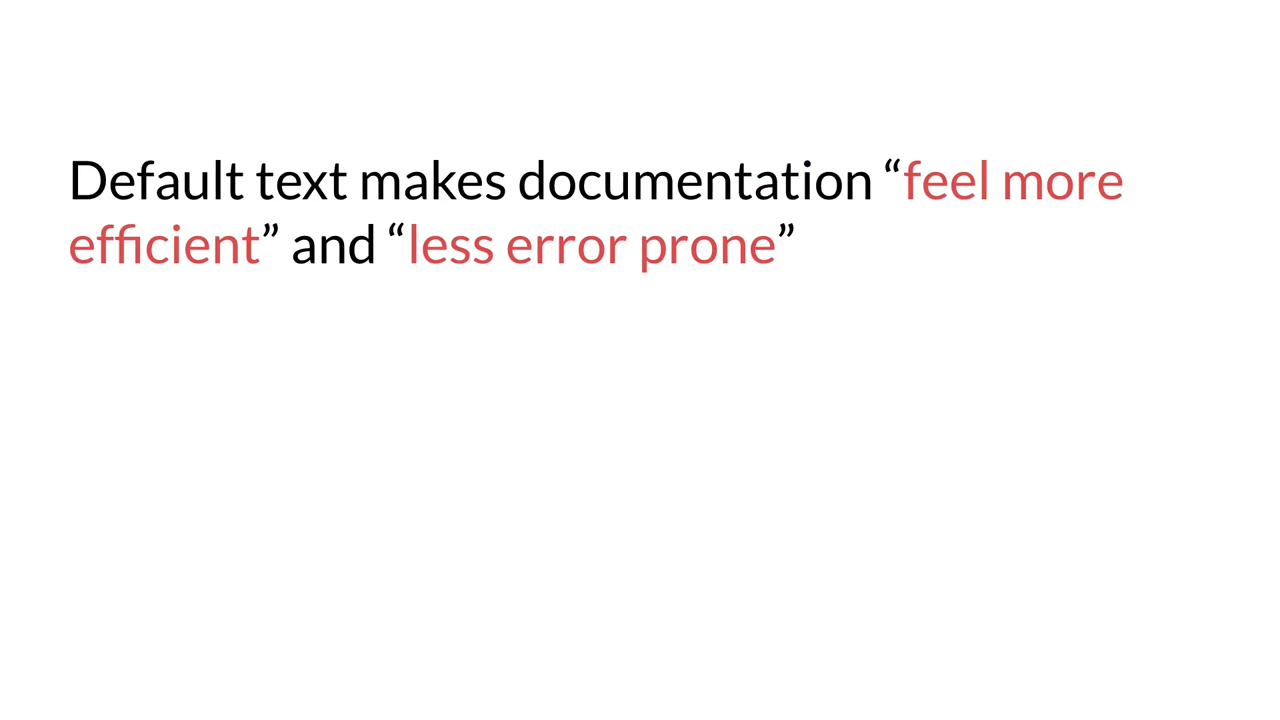 Default text makes documentation “feel more
efficient” and “less error prone”